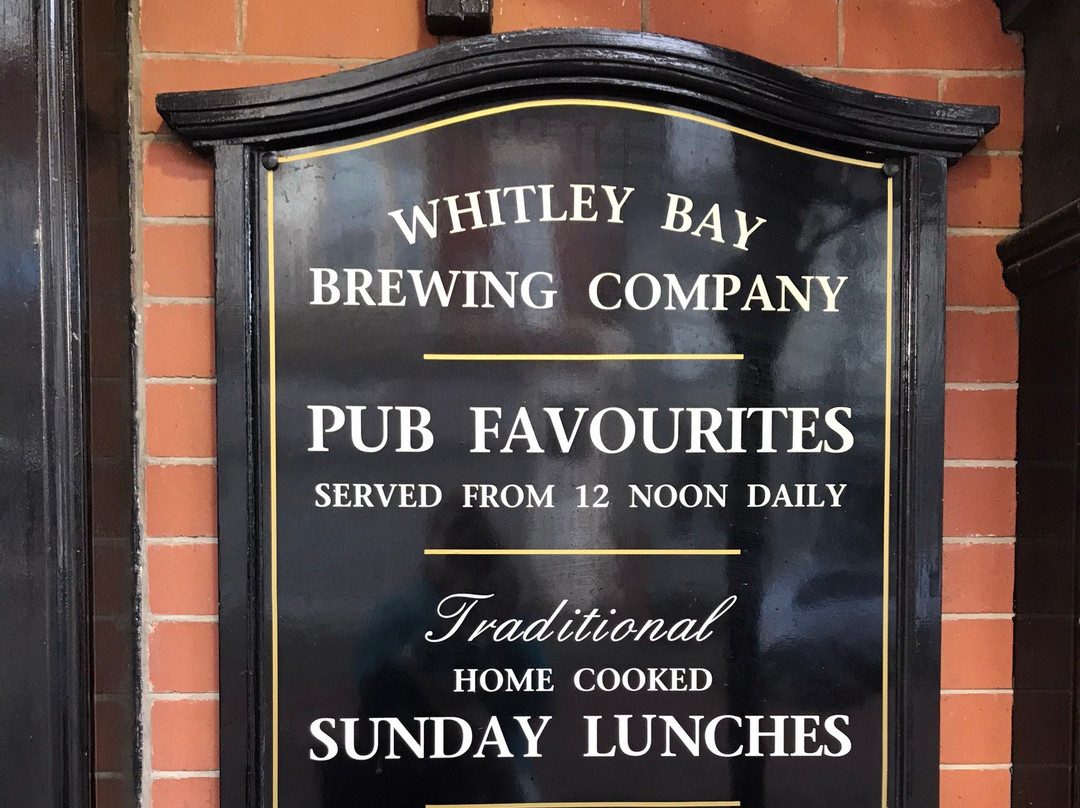 WHITLEY BAY
BREWING COMPANY
PUB FAVOURITES
SERVED FROM 12 NOON DAILY
Traditional
HOME COOKED
SUNDAY LUNCHES